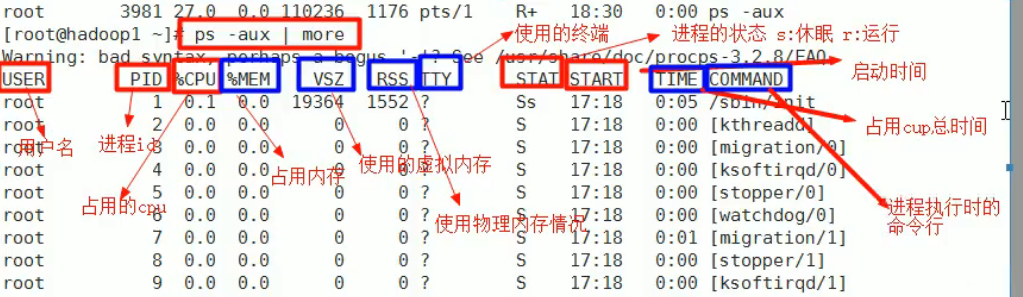 root 3981 27.0 0.0 110236 1176 pts/1 R+ 18:30 0:00 ps -aux
[root@hadoop1 ~]# ps -aux | more
使用的终端
进程的状态 s:休眠 r:运行
Warning: bad syntax, perhaps a bogus '-'? See /usr/share/doc/procps-3.2.8/FAQ
启动时间
USER PID %CPU %MEM VSZ RSS TTY STAT START TIME COMMAND
root 1 0.1 0.0 19364 1552 ? Ss 17:18 0:05 /sbin/init
root 2 0.0 0.0 0 0 ? S 17:18 0:00 [kthreadd]
占用cup总时间
用户名
进程id
root 3 0.0 0.0 0 0 ? S 17:18 0:00 [migration/0]
使用的虚拟内存
占用内存
root 4 0.0 0.0 0 0 ? S 17:18 0:00 [ksoftirqd/0]
root 5 0.0 0.0 0 0 ? S 17:18 0:00 [stopper/0]
占用的cpu
进程执行时的
命令行
root 6 0.0 0.0 0 0 ? S 17:18 0:00 [watchdog/0]
使用物理内存情况
root 7 0.0 0.0 0 0 ? S 17:18 0:01 [migration/1]
root 8 0.0 0.0 0 0 ? S 17:18 0:00 [stopper/1]
root 9 0.0 0.0 0 0 ? S 17:18 0:00 [ksoftirqd/1]